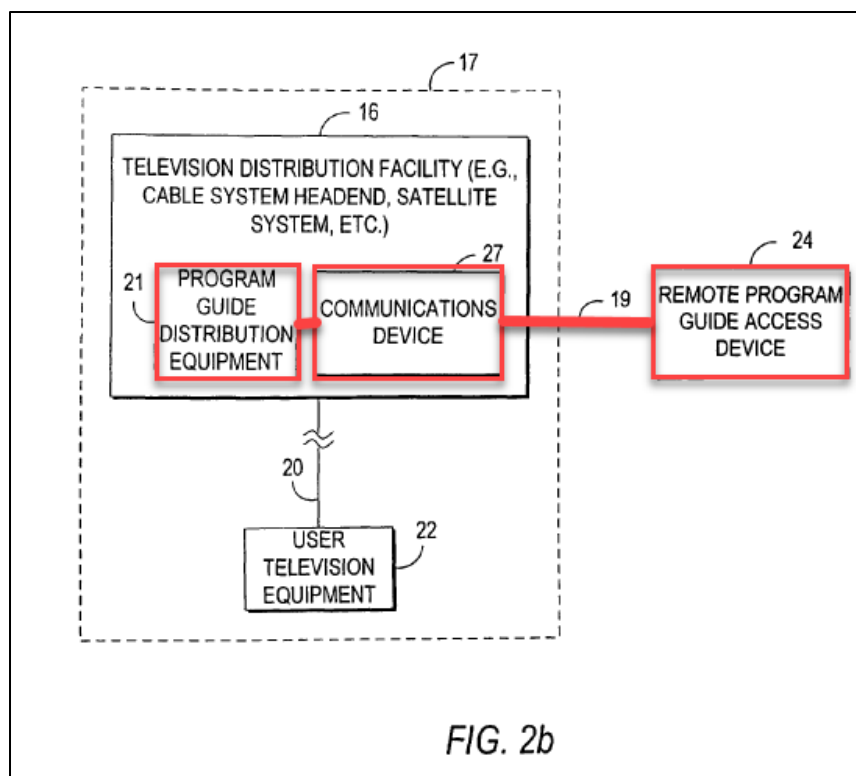 17
16
TELEVISION DISTRIBUTION FACILITY (E.G.,
CABLE SYSTEM HEADEND, SATELLITE
SYSTEM, ETC.)
21
PROGRAM
GUIDE
DISTRIBUTION
EQUIPMENT
27
COMMUNICATIONS
DEVICE
19
24
REMOTE PROGRAM
GUIDE ACCESS
DEVICE
20
USER
TELEVISION
EQUIPMENT
22
FIG. 2b